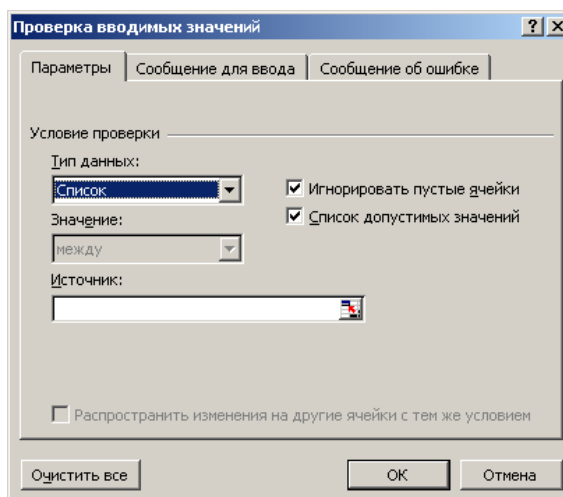 Проверка вводимых значений
Параметры Сообщение для ввода Сообщение об ошибке
Условие проверки
Тип данных:
Список
Игнорировать пустые ячейки
Значение:
Список допустимых значений
между
Источник:
Распространить изменения на другие ячейки с тем же условием
Очистить все ОК Отмена